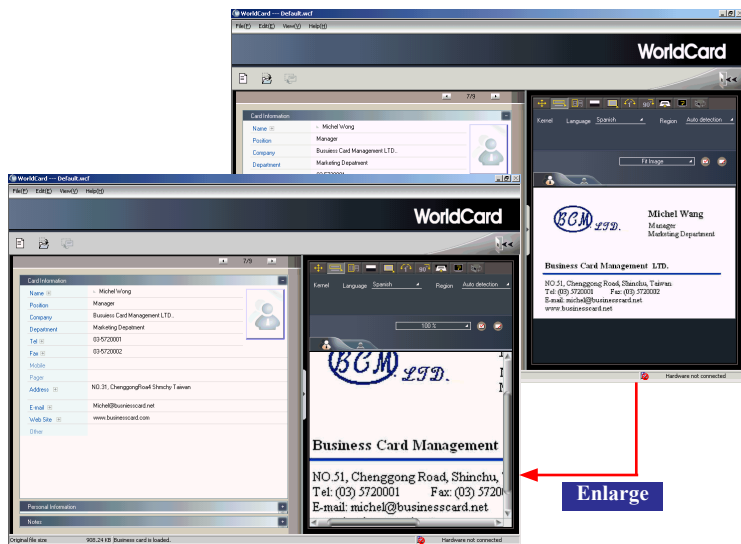 WorldCard --- Default.wcf
File(F) Edit(E) View(V) Help(H)
WorldCard
7/9
Card Information
Name Michel Wong
Position Manager
Company Busuiess Card Management LTD..
Department Marketing Depatment
Kernel Language Spanish Region Auto detection
Fit Image
BCM LTD.
Michel Wang
Manager
Marketing Department
Business Card Management LTD.
NO.51, Chenggong Road, Shinchu, Taiwan
Tel: (03) 5720001 Fax: (03) 5720002
E-mail: michel@businesscard.net
www.businesscard.net
Hardware not connected
WorldCard --- Default.wcf
File(F) Edit(E) View(V) Help(H)
WorldCard
7/9
Card Information
Name Michel Wong
Position Manager
Company Busuiess Card Management LTD..
Department Marketing Depatment
Tel 03-5720001
Fax 03-5720002
Mobile
Pager
Address NO.31, ChenggongRoa4 Shmchy Taiwan
E-mail Michel@busniesscard.net
Web Site www.businesscard.com
Other
Personal Information
Notes
Kernel Language Spanish Region Auto detection
100 %
BCM LTD.
Business Card Management
NO.51, Chenggong Road, Shinchu,
Tel: (03) 5720001 Fax: (03) 5720
E-mail: michel@businesscard.net
Original file size 908.24 KB Business card is loaded. Hardware not connected
Enlarge